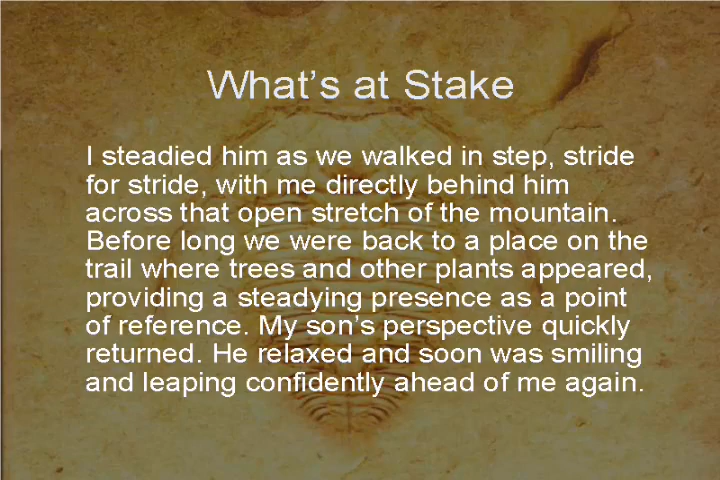 What’s at Stake
I steadied him as we walked in step, stride
for stride, with me directly behind him
across that open stretch of the mountain.
Before long we were back to a place on the
trail where trees and other plants appeared,
providing a steadying presence as a point
of reference. My son’s perspective quickly
returned. He relaxed and soon was smiling
and leaping confidently ahead of me again.